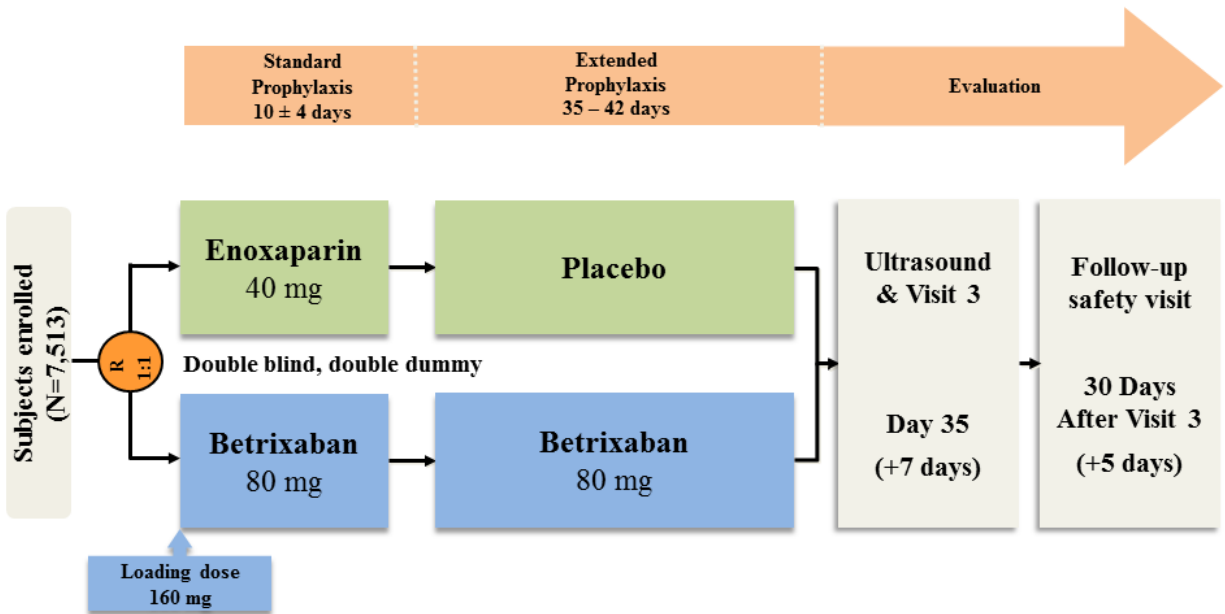 Standard
Prophylaxis
10 ± 4 days
Extended
Prophylaxis
35 – 42 days
Evaluation
Subjects enrolled
(N=7,513)
R
1:1
Enoxaparin
40 mg
Placebo
Double blind, double dummy
Betrixaban
80 mg
Betrixaban
80 mg
Loading dose
160 mg
Ultrasound
& Visit 3
Day 35
(+7 days)
Follow-up
safety visit
30 Days
After Visit 3
(+5 days)